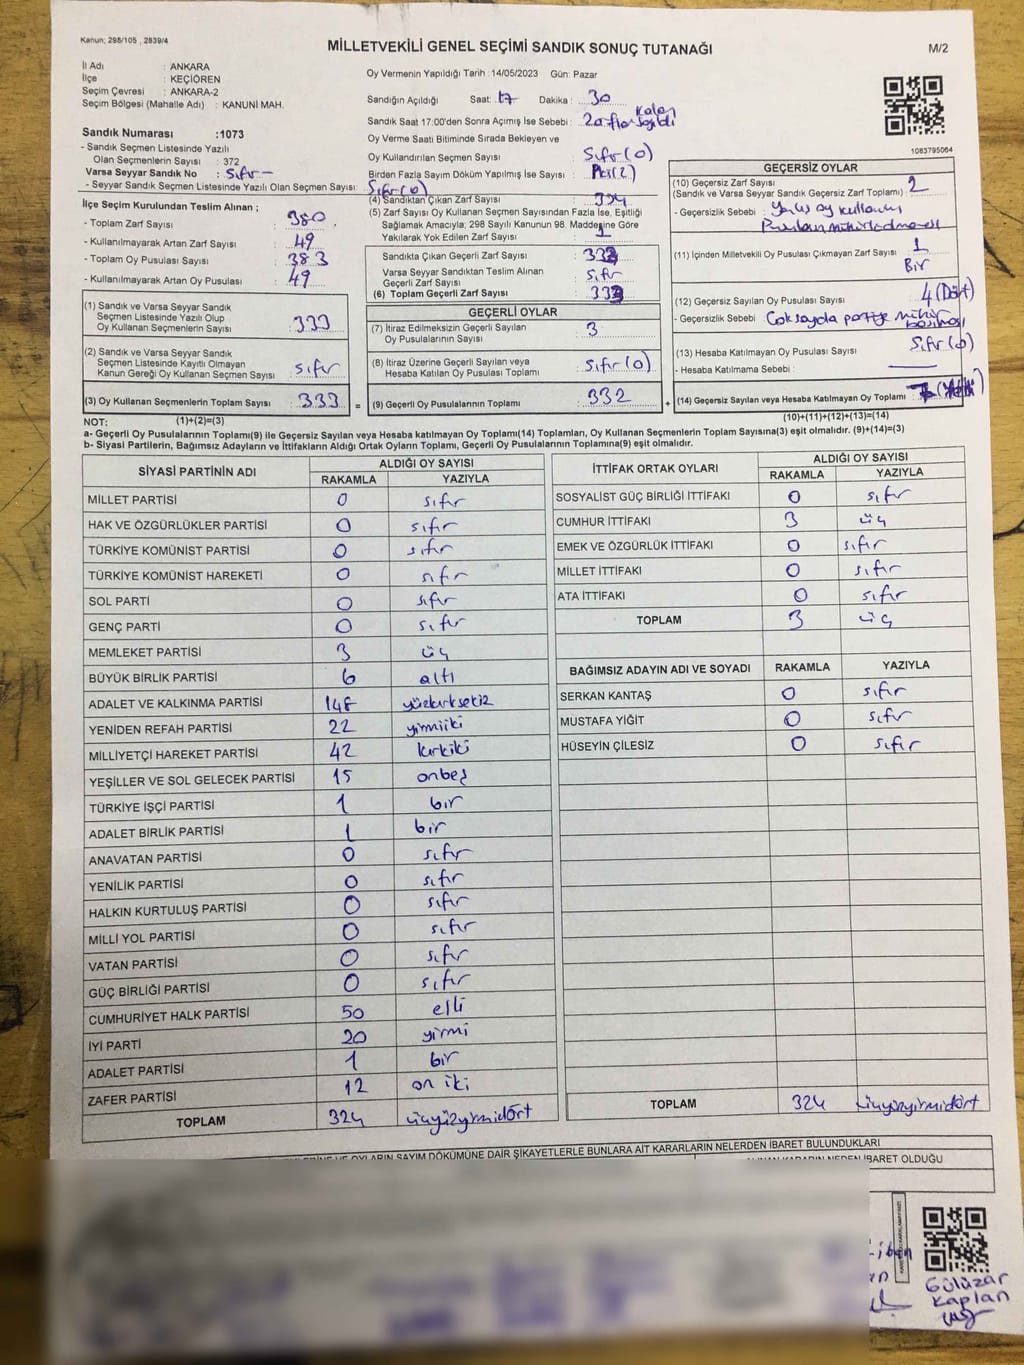 Kanun; 298/105 , 2839/4
MİLLETVEKİLİ GENEL SEÇİMİ SANDIK SONUÇ TUTANAĞI
M/2
İl Adı : ANKARA
İlçe : KEÇİÖREN
Seçim Çevresi : ANKARA-2
Seçim Bölgesi (Mahalle Adı) : KANUNİ MAH.
Sandık Numarası :1073
- Sandık Seçmen Listesinde Yazılı
Olan Seçmenlerin Sayısı : 372
Varsa Seyyar Sandık No : Sıfır -
- Seyyar Sandık Seçmen Listesinde Yazılı Olan Seçmen Sayısı: Sıfır (0)
Oy Vermenin Yapıldığı Tarih :14/05/2023 Gün: Pazar
Sandığın Açıldığı Saat: 17 Dakika : 30
Sandık Saat 17:00'den Sonra Açımış İse Sebebi : Kalan
Zarflar sayıldı
Oy Verme Saati Bitiminde Sırada Bekleyen ve
Oy Kullandırılan Seçmen Sayısı : Sıfır (0)
Birden Fazla Sayım Döküm Yapılmış İse Sayısı : (2)
1083795064
İlçe Seçim Kurulundan Teslim Alınan ;
- Toplam Zarf Sayısı : 380
- Kullanılmayarak Artan Zarf Sayısı : 49
- Toplam Oy Pusulası Sayısı : 383
- Kullanılmayarak Artan Oy Pusulası : 49
(1) Sandık ve Varsa Seyyar Sandık
Seçmen Listesinde Yazılı Olup
Oy Kullanan Seçmenlerin Sayısı : 333
(2) Sandık ve Varsa Seyyar Sandık
Seçmen Listesinde Kayıtlı Olmayan
Kanun Gereği Oy Kullanan Seçmen Sayısı : sıfır
(3) Oy Kullanan Seçmenlerin Toplam Sayısı : 333 =
(4) Sandıktan Çıkan Zarf Sayısı : 334
(5) Zarf Sayısı Oy Kullanan Seçmen Sayısından Fazla İse, Eşitliği
Sağlamak Amacıyla; 298 Sayılı Kanunun 98. Maddesine Göre
Yakılarak Yok Edilen Zarf Sayısı : 1
Sandıkta Çıkan Geçerli Zarf Sayısı :
Varsa Seyyar Sandıktan Teslim Alınan
Geçerli Zarf Sayısı : sıfır
(6) Toplam Geçerli Zarf Sayısı :
GEÇERLİ OYLAR
(7) İtiraz Edilmeksizin Geçerli Sayılan
Oy Pusulalarının Sayısı : 3
(8) İtiraz Üzerine Geçerli Sayılan veya
Hesaba Katılan Oy Pusulası Toplamı : Sıfır (0)
(9) Geçerli Oy Pusulalarının Toplamı : 332 +
GEÇERSİZ OYLAR
(10) Geçersiz Zarf Sayısı
(Sandık ve Varsa Seyyar Sandık Geçersiz Zarf Toplamı) : 2
- Geçersizlik Sebebi : Yanlış oy kullanımı
Pusulanın mühürlenmemesi
(11) İçinden Milletvekili Oy Pusulası Çıkmayan Zarf Sayısı : 1
Bir
(12) Geçersiz Sayılan Oy Pusulası Sayısı : 4 (Dört)
- Geçersizlik Sebebi : Çok sayıda partiye mühür
basılması
(13) Hesaba Katılmayan Oy Pusulası Sayısı : Sıfır (0)
- Hesaba Katılmama Sebebi :
(14) Geçersiz Sayılan veya Hesaba Katılmayan Oy Toplamı : 7
(10)+(11)+(12)+(13)=(14)
NOT: (1)+(2)=(3)
a- Geçerli Oy Pusulalarının Toplamı(9) ile Geçersiz Sayılan veya Hesaba katılmayan Oy Toplamı(14) Toplamları, Oy Kullanan Seçmenlerin Toplam Sayısına(3) eşit olmalıdır. (9)+(14)=(3)
b- Siyasi Partilerin, Bağımsız Adayların ve İttifakların Aldığı Ortak Oyların Toplamı, Geçerli Oy Pusulalarının Toplamına(9) eşit olmalıdır.
SİYASİ PARTİNİN ADI ALDIĞI OY SAYISI
RAKAMLA YAZIYLA
MİLLET PARTİSİ 0 sıfır
HAK VE ÖZGÜRLÜKLER PARTİSİ 0 sıfır
TÜRKİYE KOMÜNİST PARTİSİ 0 sıfır
TÜRKİYE KOMÜNİST HAREKETİ 0 sıfır
SOL PARTİ 0 sıfır
GENÇ PARTİ 0 sıfır
MEMLEKET PARTİSİ 3 üç
BÜYÜK BİRLİK PARTİSİ 6 altı
ADALET VE KALKINMA PARTİSİ 148 yüzkırksekiz
YENİDEN REFAH PARTİSİ 22 yirmiiki
MİLLİYETÇİ HAREKET PARTİSİ 42 kırkiki
YEŞİLLER VE SOL GELECEK PARTİSİ 15 onbeş
TÜRKİYE İŞÇİ PARTİSİ 1 bir
ADALET BİRLİK PARTİSİ 1 bir
ANAVATAN PARTİSİ 0 sıfır
YENİLİK PARTİSİ 0 sıfır
HALKIN KURTULUŞ PARTİSİ 0 sıfır
MİLLİ YOL PARTİSİ 0 sıfır
VATAN PARTİSİ 0 sıfır
GÜÇ BİRLİĞİ PARTİSİ 0 sıfır
CUMHURİYET HALK PARTİSİ 50 elli
İYİ PARTİ 20 yirmi
ADALET PARTİSİ 1 bir
ZAFER PARTİSİ 12 on iki
TOPLAM 324 üçyüzyirmidört
İTTİFAK ORTAK OYLARI ALDIĞI OY SAYISI
RAKAMLA YAZIYLA
SOSYALİST GÜÇ BİRLİĞİ İTTİFAKI 0 sıfır
CUMHUR İTTİFAKI 3 üç
EMEK VE ÖZGÜRLÜK İTTİFAKI 0 sıfır
MİLLET İTTİFAKI 0 sıfır
ATA İTTİFAKI 0 sıfır
TOPLAM 3 üç
BAĞIMSIZ ADAYIN ADI VE SOYADI RAKAMLA YAZIYLA
SERKAN KANTAŞ 0 sıfır
MUSTAFA YİĞİT 0 sıfır
HÜSEYİN ÇİLESİZ 0 sıfır
TOPLAM 324 üçyüzyirmidört
OYLARIN SAYIM DÖKÜMÜNE DAİR ŞİKAYETLERLE BUNLARA AİT KARARLARIN NELERDEN İBARET BULUNDUKLARI
KARARIN NEDEN İBARET OLDUĞU
Gülüzar
Kaplan